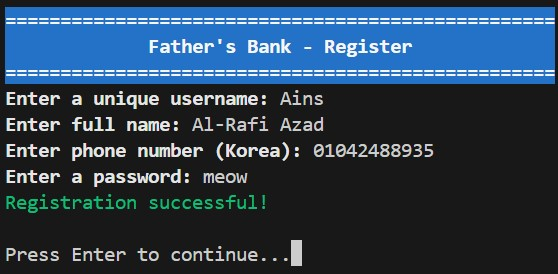 ==================================================
Father's Bank - Register
==================================================
Enter a unique username: Ains
Enter full name: Al-Rafi Azad
Enter phone number (Korea): 01042488935
Enter a password: meow
Registration successful!
Press Enter to continue...